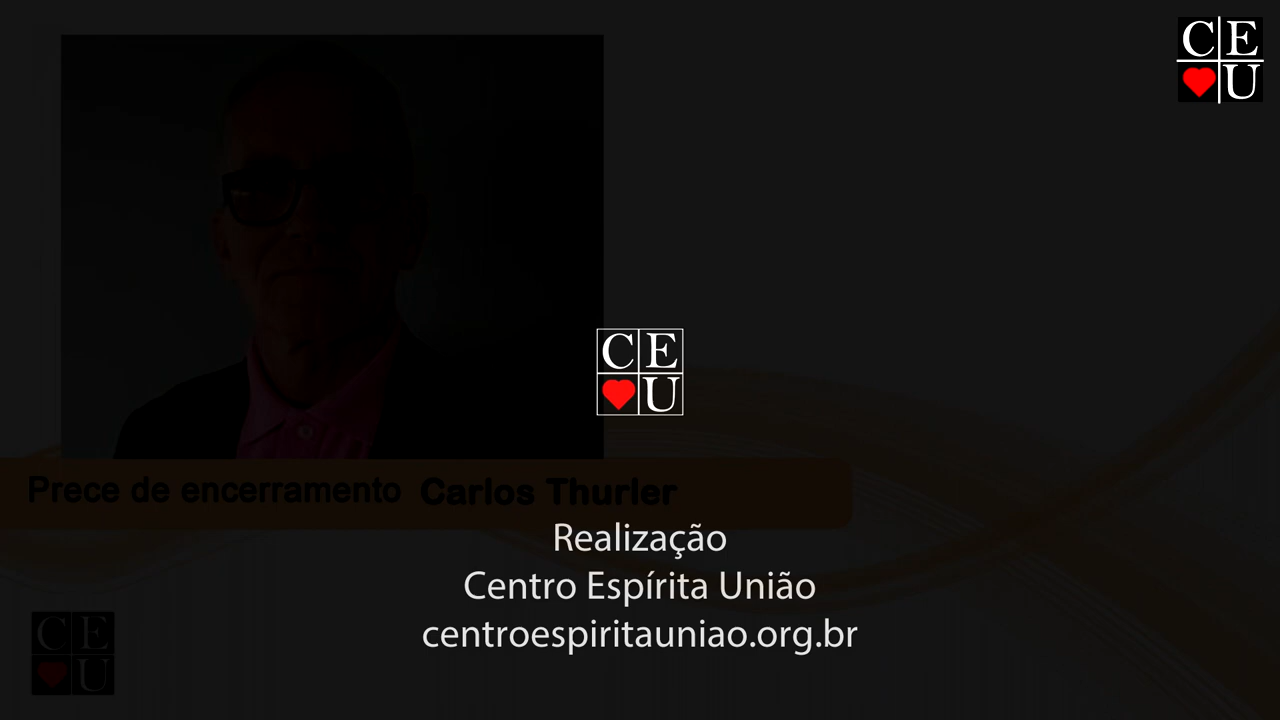 CE
U
CE
U
Prece de encerramento Carlos Thurler
Realização
Centro Espírita União
centroespiritauniao.org.br
CE
U